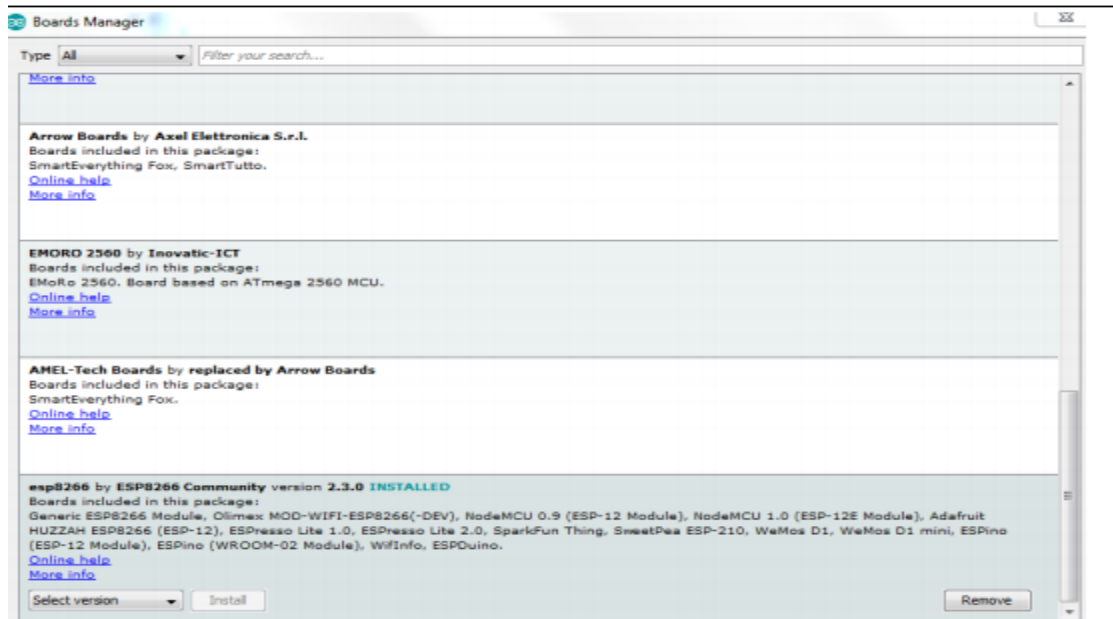 Boards Manager
Type All Filter your search...
More info
Arrow Boards by Axel Elettronica S.r.l.
Boards included in this package:
SmartEverything Fox, SmartTutto.
Online help
More info
EMORO 2560 by Inovatic-ICT
Boards included in this package:
EMoRo 2560. Board based on ATmega 2560 MCU.
Online help
More info
AMEL-Tech Boards by replaced by Arrow Boards
Boards included in this package:
SmartEverything Fox.
Online help
More info
esp8266 by ESP8266 Community version 2.3.0 INSTALLED
Boards included in this package:
Generic ESP8266 Module, Olimex MOD-WIFI-ESP8266(-DEV), NodeMCU 0.9 (ESP-12 Module), NodeMCU 1.0 (ESP-12E Module), Adafruit
HUZZAH ESP8266 (ESP-12), ESPresso Lite 1.0, ESPresso Lite 2.0, SparkFun Thing, SweetPea ESP-210, WeMos D1, WeMos D1 mini, ESPino
(ESP-12 Module), ESPino (WROOM-02 Module), WifInfo, ESPDuino.
Online help
More info
Select version Install Remove